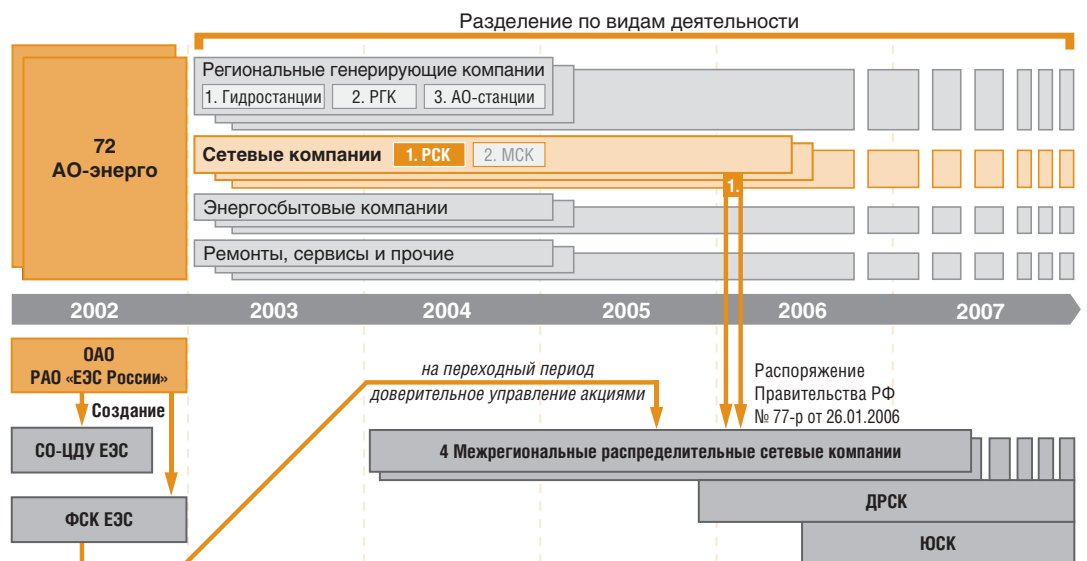 Разделение по видам деятельности
72
АО-энерго
Региональные генерирующие компании
1. Гидростанции 2. РГК 3. АО-станции
Сетевые компании 1. РСК 2. МСК
1.
Энергосбытовые компании
Ремонты, сервисы и прочие
2002 2003 2004 2005 2006 2007
ОАО
РАО «ЕЭС России»
Создание
СО-ЦДУ ЕЭС
ФСК ЕЭС
на переходный период
доверительное управление акциями
Распоряжение
Правительства РФ
№ 77-р от 26.01.2006
4 Межрегиональные распределительные сетевые компании
ДРСК
ЮСК